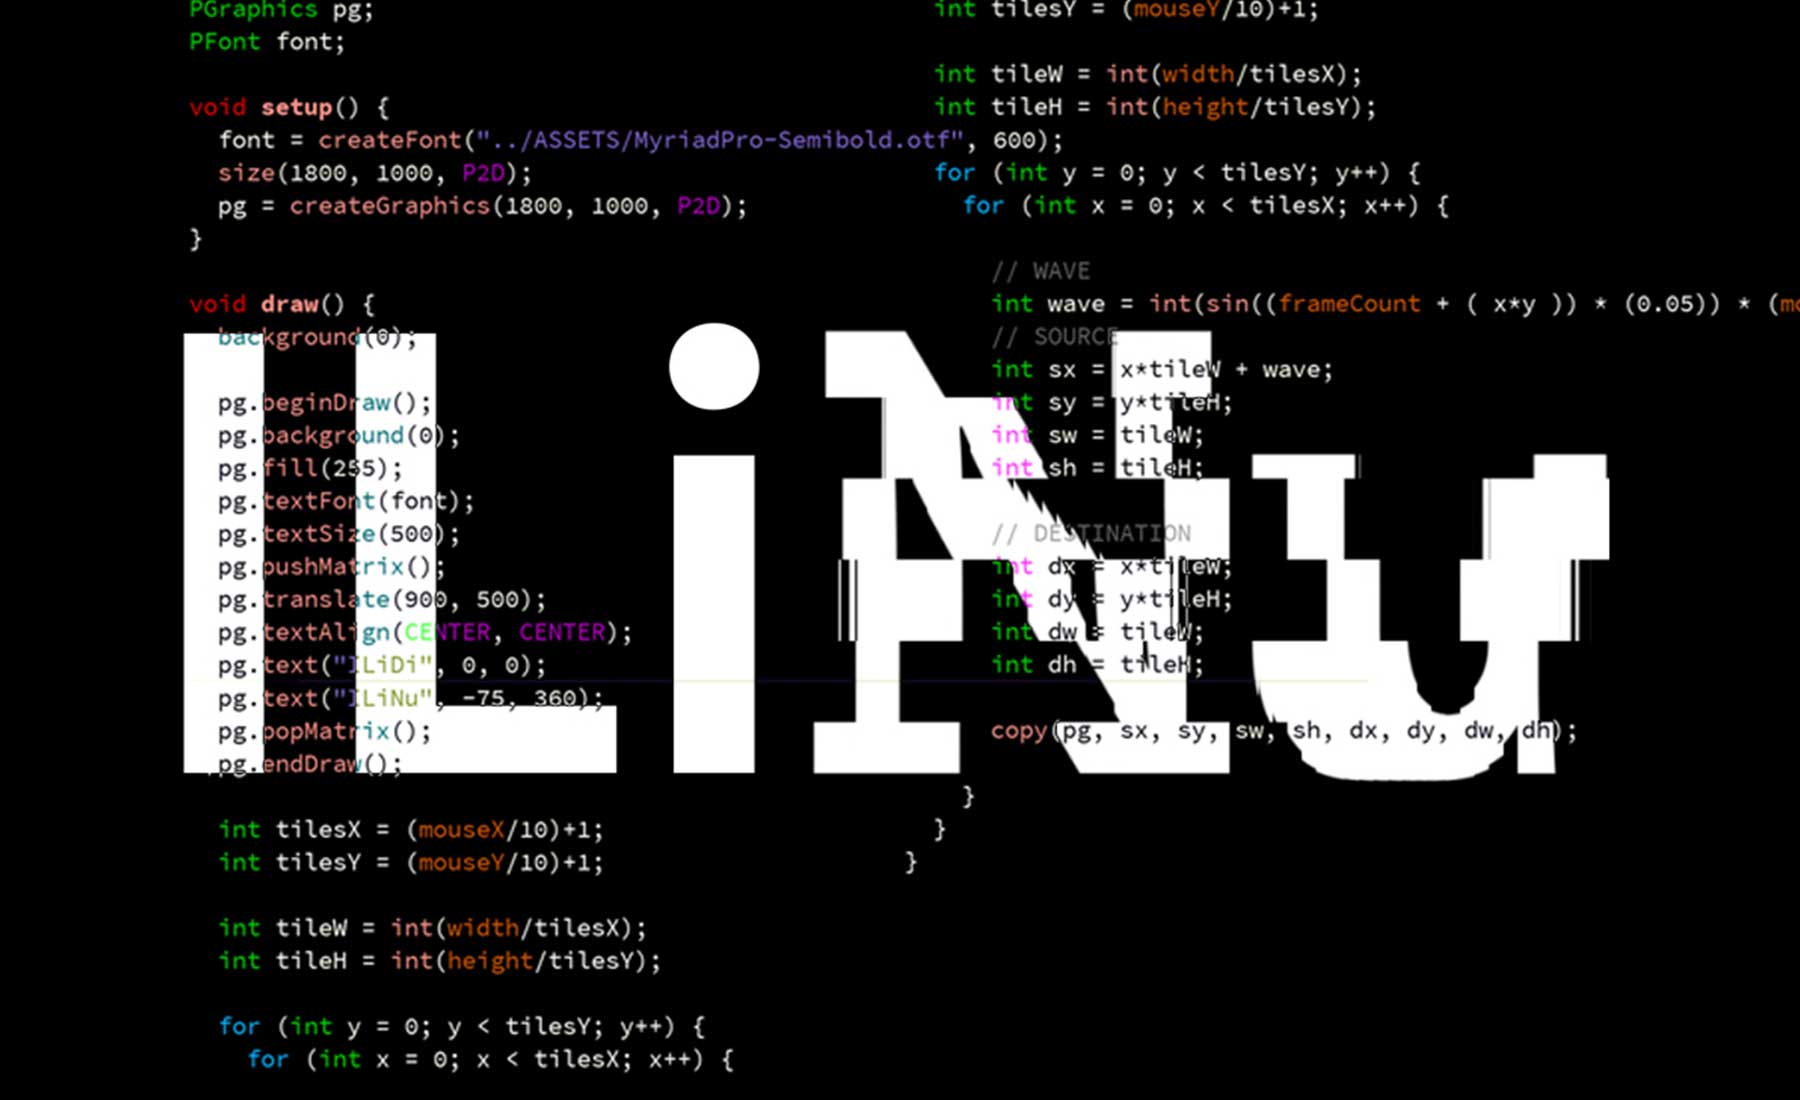 PGraphics pg;
PFont font;
void setup() {
font = createFont("../ASSETS/MyriadPro-Semibold.otf", 600);
size(1800, 1000, P2D);
pg = createGraphics(1800, 1000, P2D);
}
void draw() {
background(0);
pg.beginDraw();
pg.background(0);
pg.fill(255);
pg.textFont(font);
pg.textSize(500);
pg.pushMatrix();
pg.translate(900, 500);
pg.textAlign(CENTER, CENTER);
pg.text("ILiDi", 0, 0);
pg.text("ILiNu", -75, 360);
pg.popMatrix();
pg.endDraw();
int tilesX = (mouseX/10)+1;
int tilesY = (mouseY/10)+1;
int tileW = int(width/tilesX);
int tileH = int(height/tilesY);
for (int y = 0; y < tilesY; y++) {
for (int x = 0; x < tilesX; x++) {
int tilesY = (mouseY/10)+1;
int tileW = int(width/tilesX);
int tileH = int(height/tilesY);
for (int y = 0; y < tilesY; y++) {
for (int x = 0; x < tilesX; x++) {
// WAVE
int wave = int(sin((frameCount + ( x*y )) * (0.05)) * (mo
// SOURCE
int sx = x*tileW + wave;
int sy = y*tileH;
int sw = tileW;
int sh = tileH;
// DESTINATION
int dx = x*tileW;
int dy = y*tileH;
int dw = tileW;
int dh = tileH;
copy(pg, sx, sy, sw, sh, dx, dy, dw, dh);
}
}
}
ILiNu